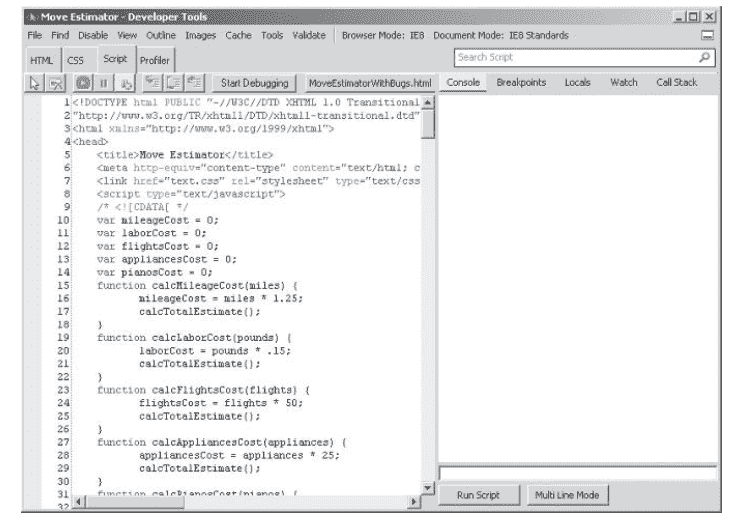 Move Estimator - Developer Tools
File Find Disable View Outline Images Cache Tools Validate Browser Mode: IE8 Document Mode: IE8 Standards
HTML CSS Script Profiler Search Script
Start Debugging MoveEstimatorWithBugs.html Console Breakpoints Locals Watch Call Stack
1 <!DOCTYPE html PUBLIC "-//W3C//DTD XHTML 1.0 Transitional
2 "http://www.w3.org/TR/xhtml1/DTD/xhtml1-transitional.dtd"
3 <html xmlns="http://www.w3.org/1999/xhtml">
4 <head>
5 <title>Move Estimator</title>
6 <meta http-equiv="content-type" content="text/html; c
7 <link href="text.css" rel="stylesheet" type="text/css
8 <script type="text/javascript">
9 /* <![CDATA[ */
10 var mileageCost = 0;
11 var laborCost = 0;
12 var flightsCost = 0;
13 var appliancesCost = 0;
14 var pianosCost = 0;
15 function calcMileageCost(miles) {
16 mileageCost = miles * 1.25;
17 calcTotalEstimate();
18 }
19 function calcLaborCost(pounds) {
20 laborCost = pounds * .15;
21 calcTotalEstimate();
22 }
23 function calcFlightsCost(flights) {
24 flightsCost = flights * 50;
25 calcTotalEstimate();
26 }
27 function calcAppliancesCost(appliances) {
28 appliancesCost = appliances * 25;
29 calcTotalEstimate();
30 }
31 function calcPianosCost(pianos) {
32
Run Script Multi Line Mode